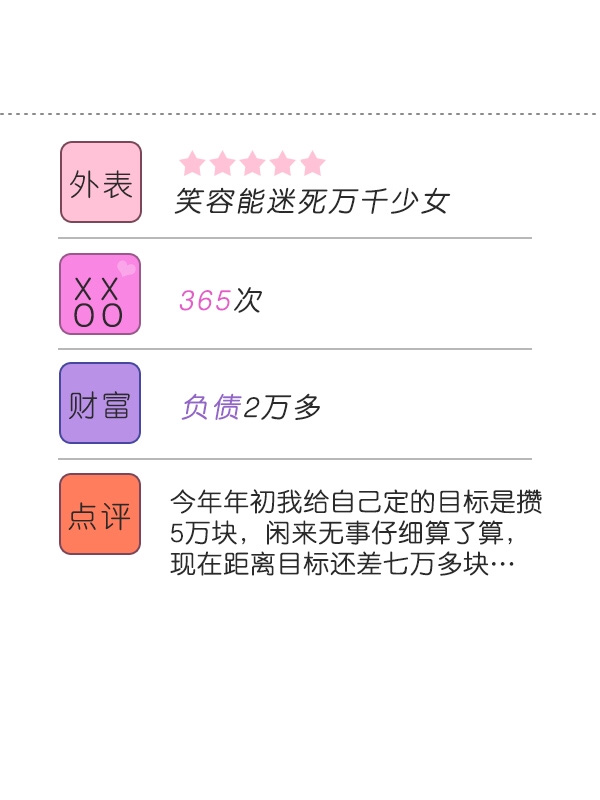 外表
笑容能迷死万千少女
XX
OO
365次
财富
负债2万多
点评
今年年初我给自己定的目标是攒
5万块，闲来无事仔细算了算，
现在距离目标还差七万多块…